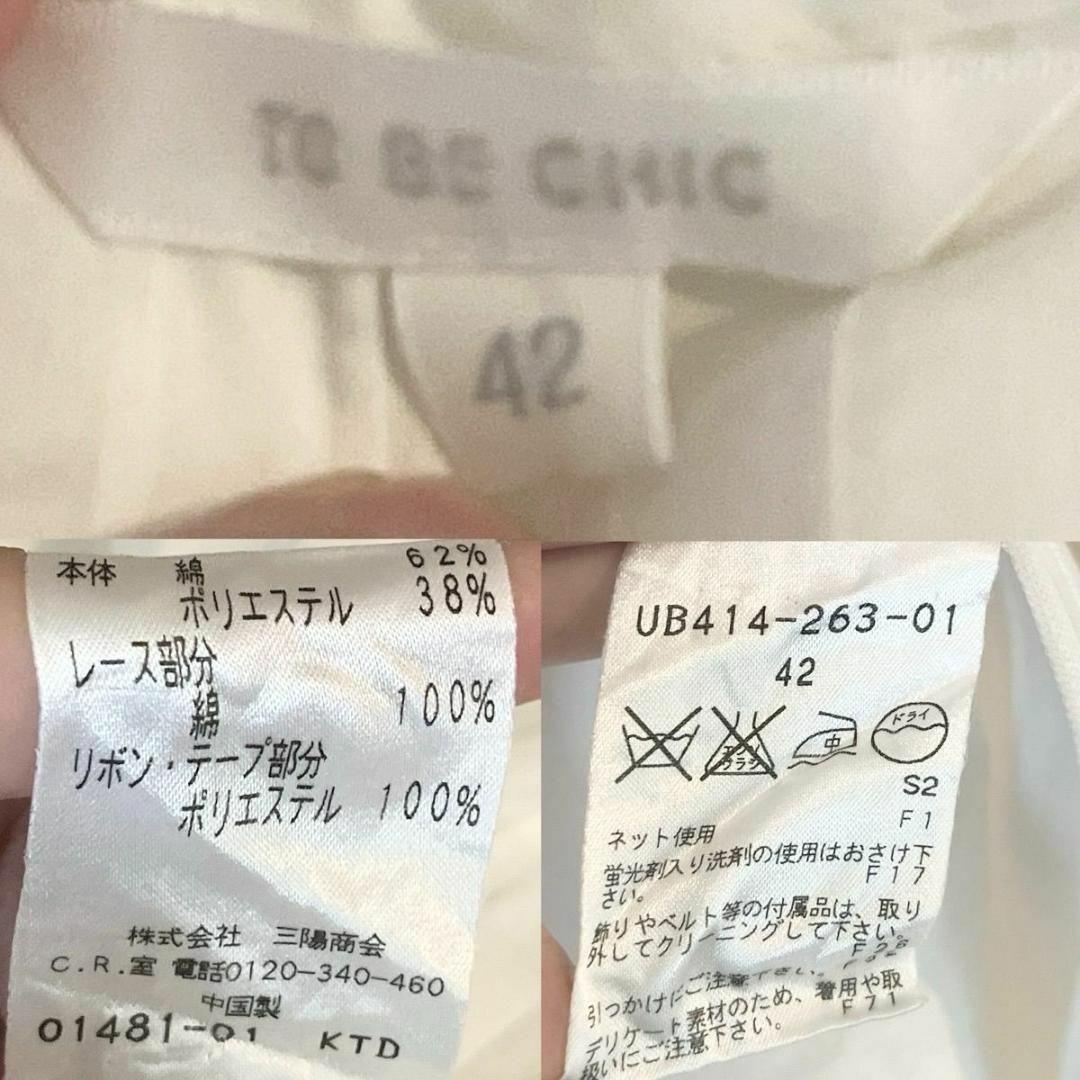 TO BE CHIC
42
本体 綿 62%
ポリエステル 38%
レース部分
綿 100%
リボン・テープ部分
ポリエステル 100%
株式会社 三陽商会
C.R.室 電話0120-340-460
中国製
01481-01 KTD
UB414-263-01
42
エンソ
サラシ
中
ドライ
S2
F1
ネット使用
蛍光剤入り洗剤の使用はおさけ下
さい。 F17
飾りやベルト等の付属品は、取り
外してクリーニングして下さい。
F26
引っかけにご注意下さい。 F32
デリケート素材のため、着用や取
扱いにご注意下さい。 F71